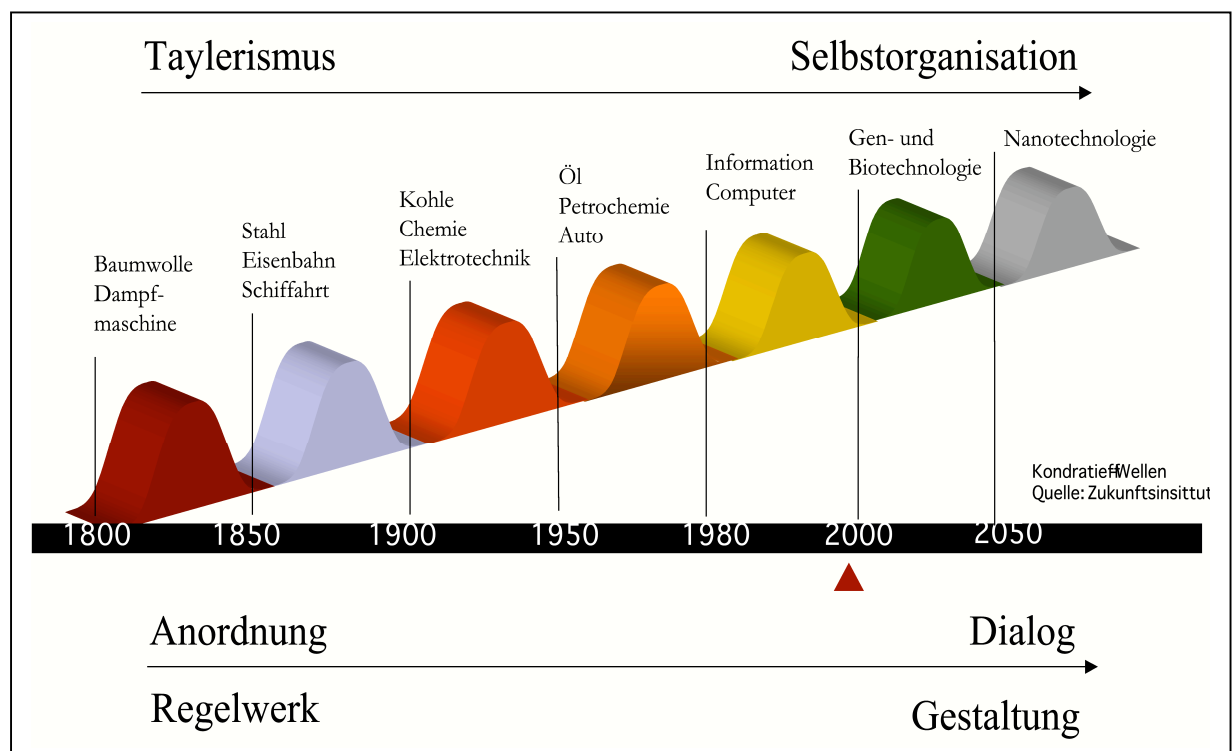 Taylerismus
Selbstorganisation
Baumwolle
Dampf-
maschine
Stahl
Eisenbahn
Schiffahrt
Kohle
Chemie
Elektrotechnik
Öl
Petrochemie
Auto
Information
Computer
Gen- und
Biotechnologie
Nanotechnologie
Kondratieff-Wellen
Quelle: Zukunftsinsittut
1800 1850 1900 1950 1980 2000 2050
Anordnung
Dialog
Regelwerk
Gestaltung